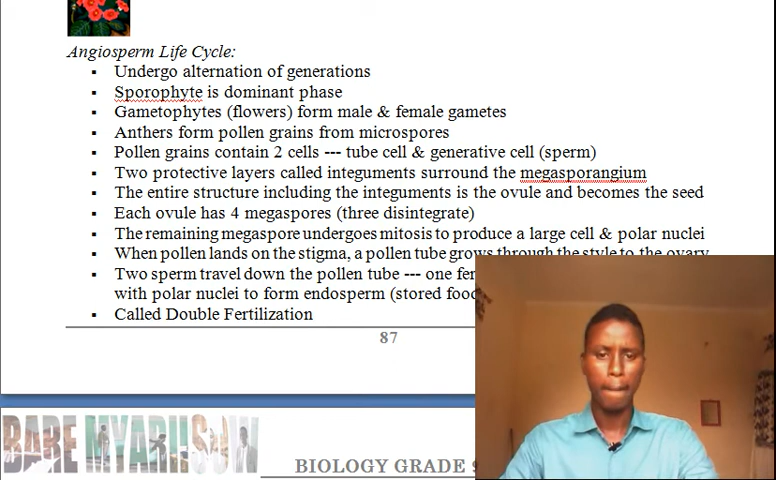 Angiosperm Life Cycle:
▪ Undergo alternation of generations
▪ Sporophyte is dominant phase
▪ Gametophytes (flowers) form male & female gametes
▪ Anthers form pollen grains from microspores
▪ Pollen grains contain 2 cells --- tube cell & generative cell (sperm)
▪ Two protective layers called integuments surround the megasporangium
▪ The entire structure including the integuments is the ovule and becomes the seed
▪ Each ovule has 4 megaspores (three disintegrate)
▪ The remaining megaspore undergoes mitosis to produce a large cell & polar nuclei
▪ When pollen lands on the stigma, a pollen tube grows through the style to the ovary
▪ Two sperm travel down the pollen tube --- one
with polar nuclei to form endosperm (stored
▪ Called Double Fertilization
87
BARE MYARHSOW
BIOLOGY GRADE